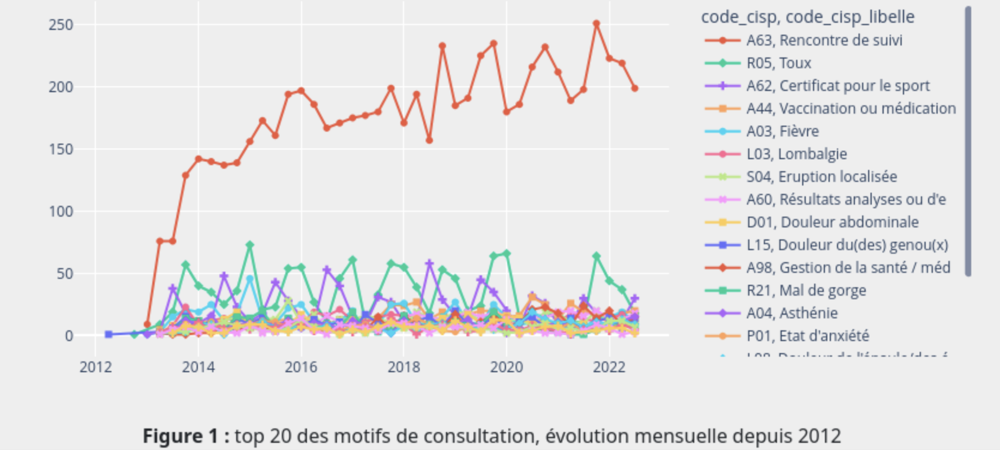 250
200
150
100
50
0
2012 2014 2016 2018 2020 2022
code_cisp, code_cisp_libelle
A63, Rencontre de suivi
R05, Toux
A62, Certificat pour le sport
A44, Vaccination ou médication
A03, Fièvre
L03, Lombalgie
S04, Eruption localisée
A60, Résultats analyses ou d'e
D01, Douleur abdominale
L15, Douleur du(des) genou(x)
A98, Gestion de la santé / méd
R21, Mal de gorge
A04, Asthénie
P01, Etat d'anxiété
Figure 1 : top 20 des motifs de consultation, évolution mensuelle depuis 2012